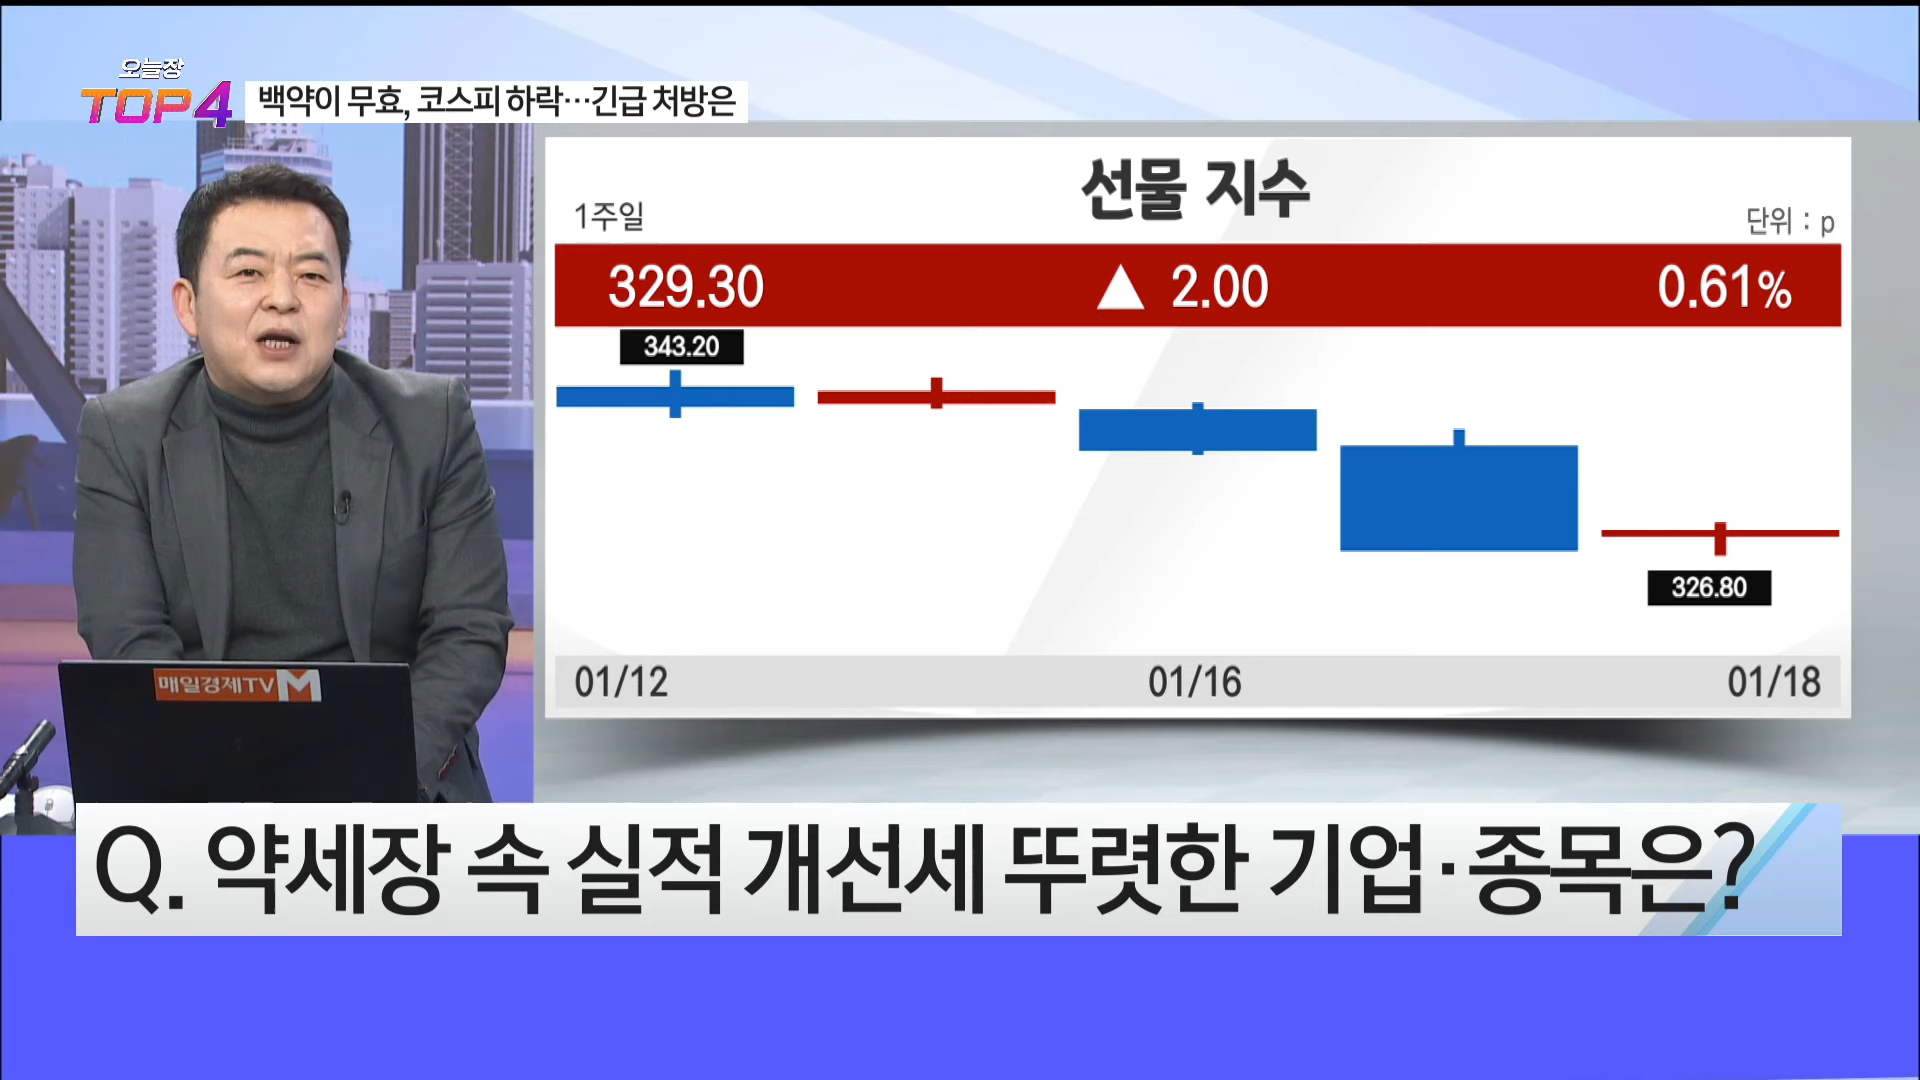 오늘장
TOP4
백약이 무효, 코스피 하락…긴급 처방은
선물 지수
1주일
단위 : p
329.30 ▲ 2.00 0.61%
343.20
326.80
01/12 01/16 01/18
매일경제TV M
Q. 약세장 속 실적 개선세 뚜렷한 기업·종목은?